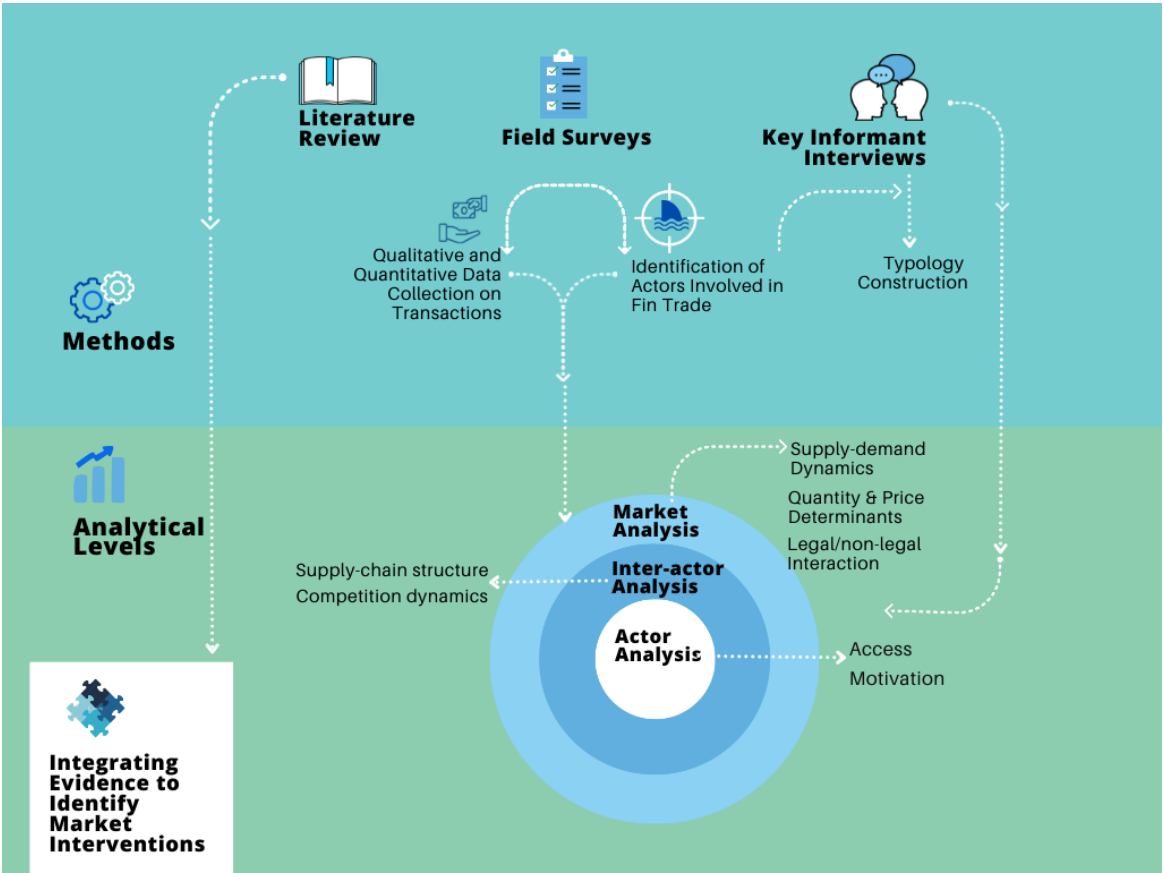 Literature
Review
Field Surveys
Key Informant
Interviews
Qualitative and
Quantitative Data
Collection on
Transactions
Identification of
Actors Involved in
Fin Trade
Typology
Construction
Methods
Analytical
Levels
Supply-demand
Dynamics
Quantity & Price
Determinants
Legal/non-legal
Interaction
Market
Analysis
Inter-actor
Analysis
Supply-chain structure
Competition dynamics
Actor
Analysis
Access
Motivation
Integrating
Evidence to
Identify
Market
Interventions